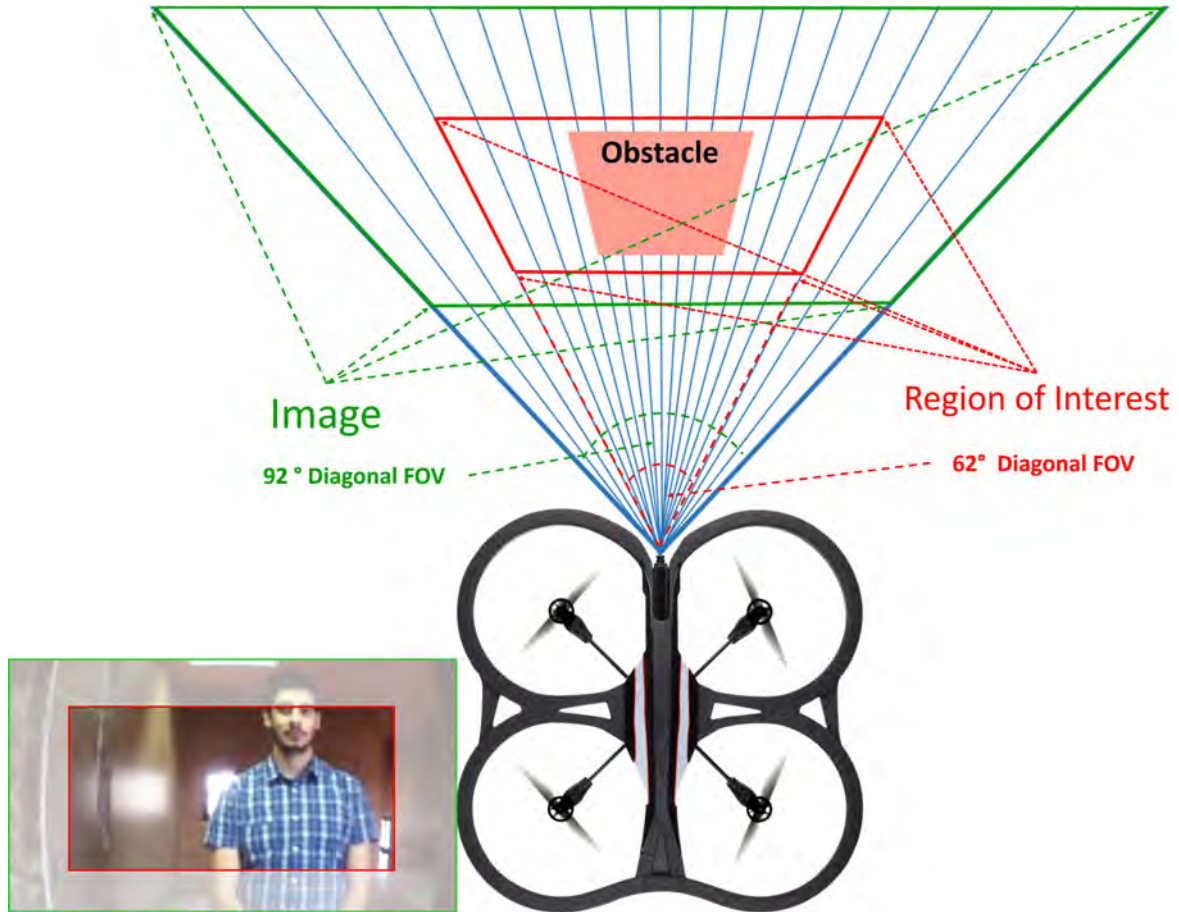 Obstacle
Image
Region of Interest
92 ° Diagonal FOV
62° Diagonal FOV